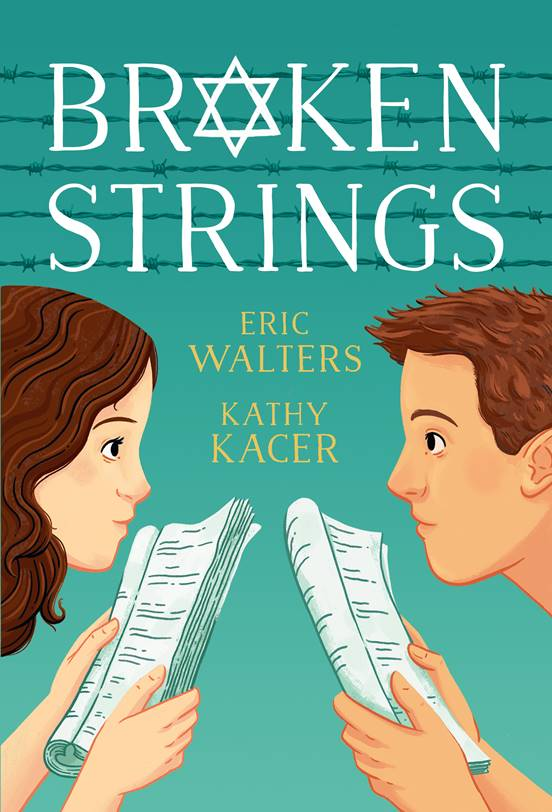 BROKEN
STRINGS
ERIC
WALTERS
KATHY
KACER